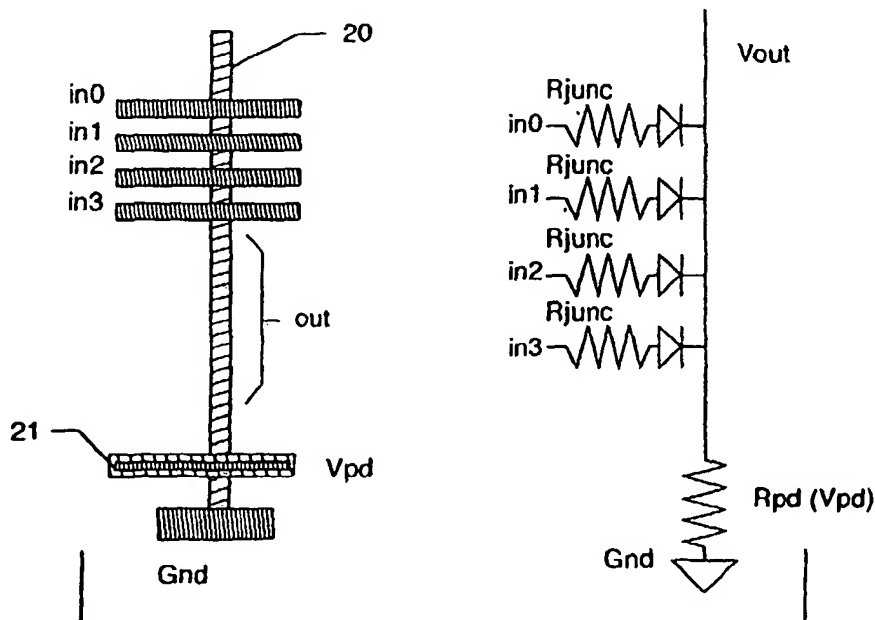 20
in0
in1
in2
in3
out
21
Vpd
Gnd
Vout
Rjunc
in0
Rjunc
in1
Rjunc
in2
Rjunc
in3
Rpd (Vpd)
Gnd